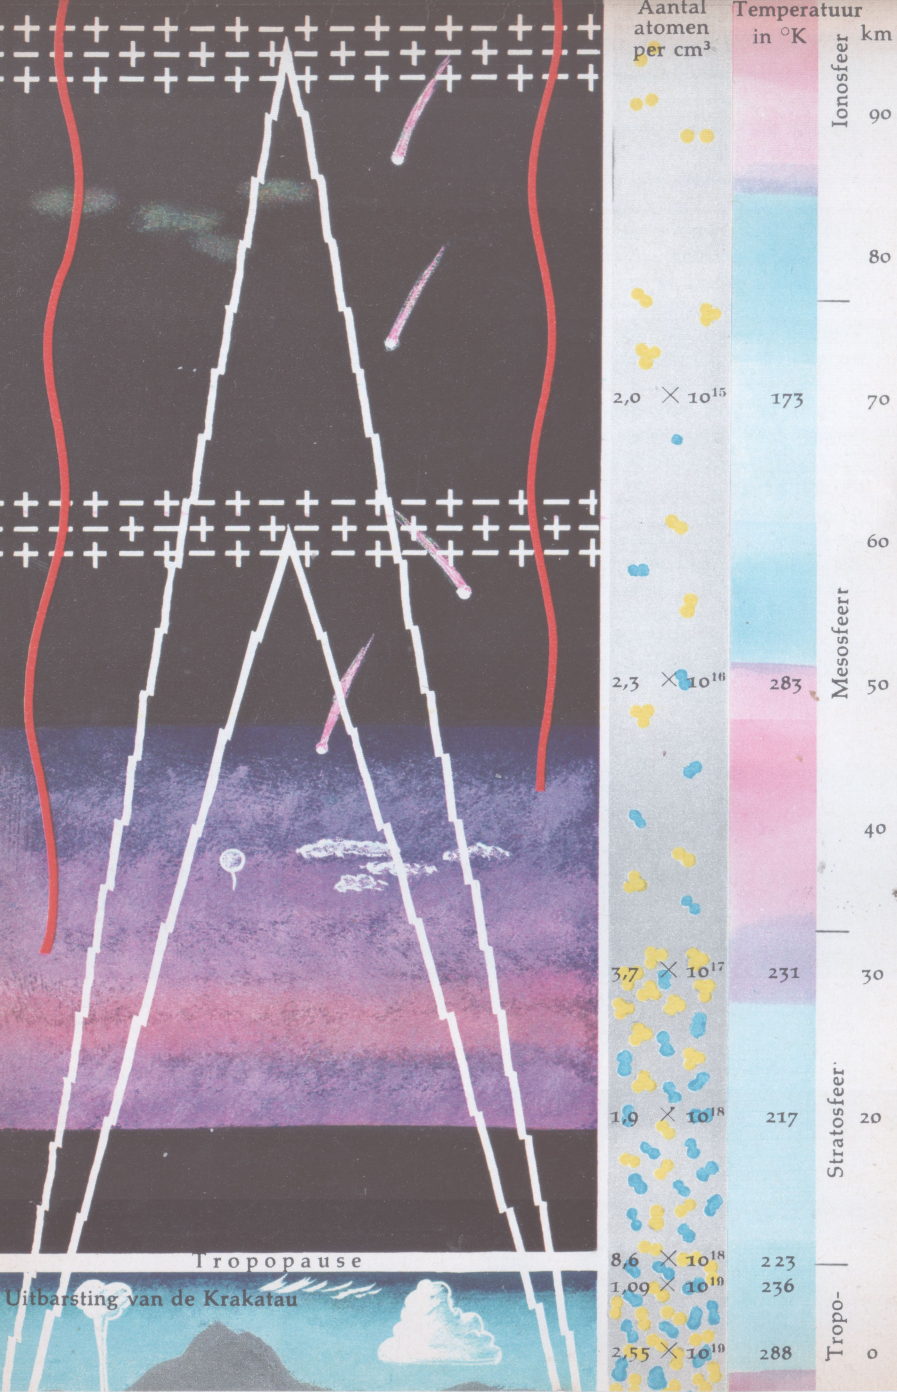 Aantal
atomen
per cm³
Temperatuur
in °K
km
Ionosfeer
90
80
2,0 × 10¹⁵
173
70
60
Mesosfeerr
2,3 × 10¹⁶
283
50
40
3,7 × 10¹⁷
231
30
Stratosfeer
1,9 × 10¹⁸
217
20
Tropopause
8,6 × 10¹⁸
223
1,09 × 10¹⁹
236
Uitbarsting van de Krakatau
Tropo-
2,55 × 10¹⁹
288
0